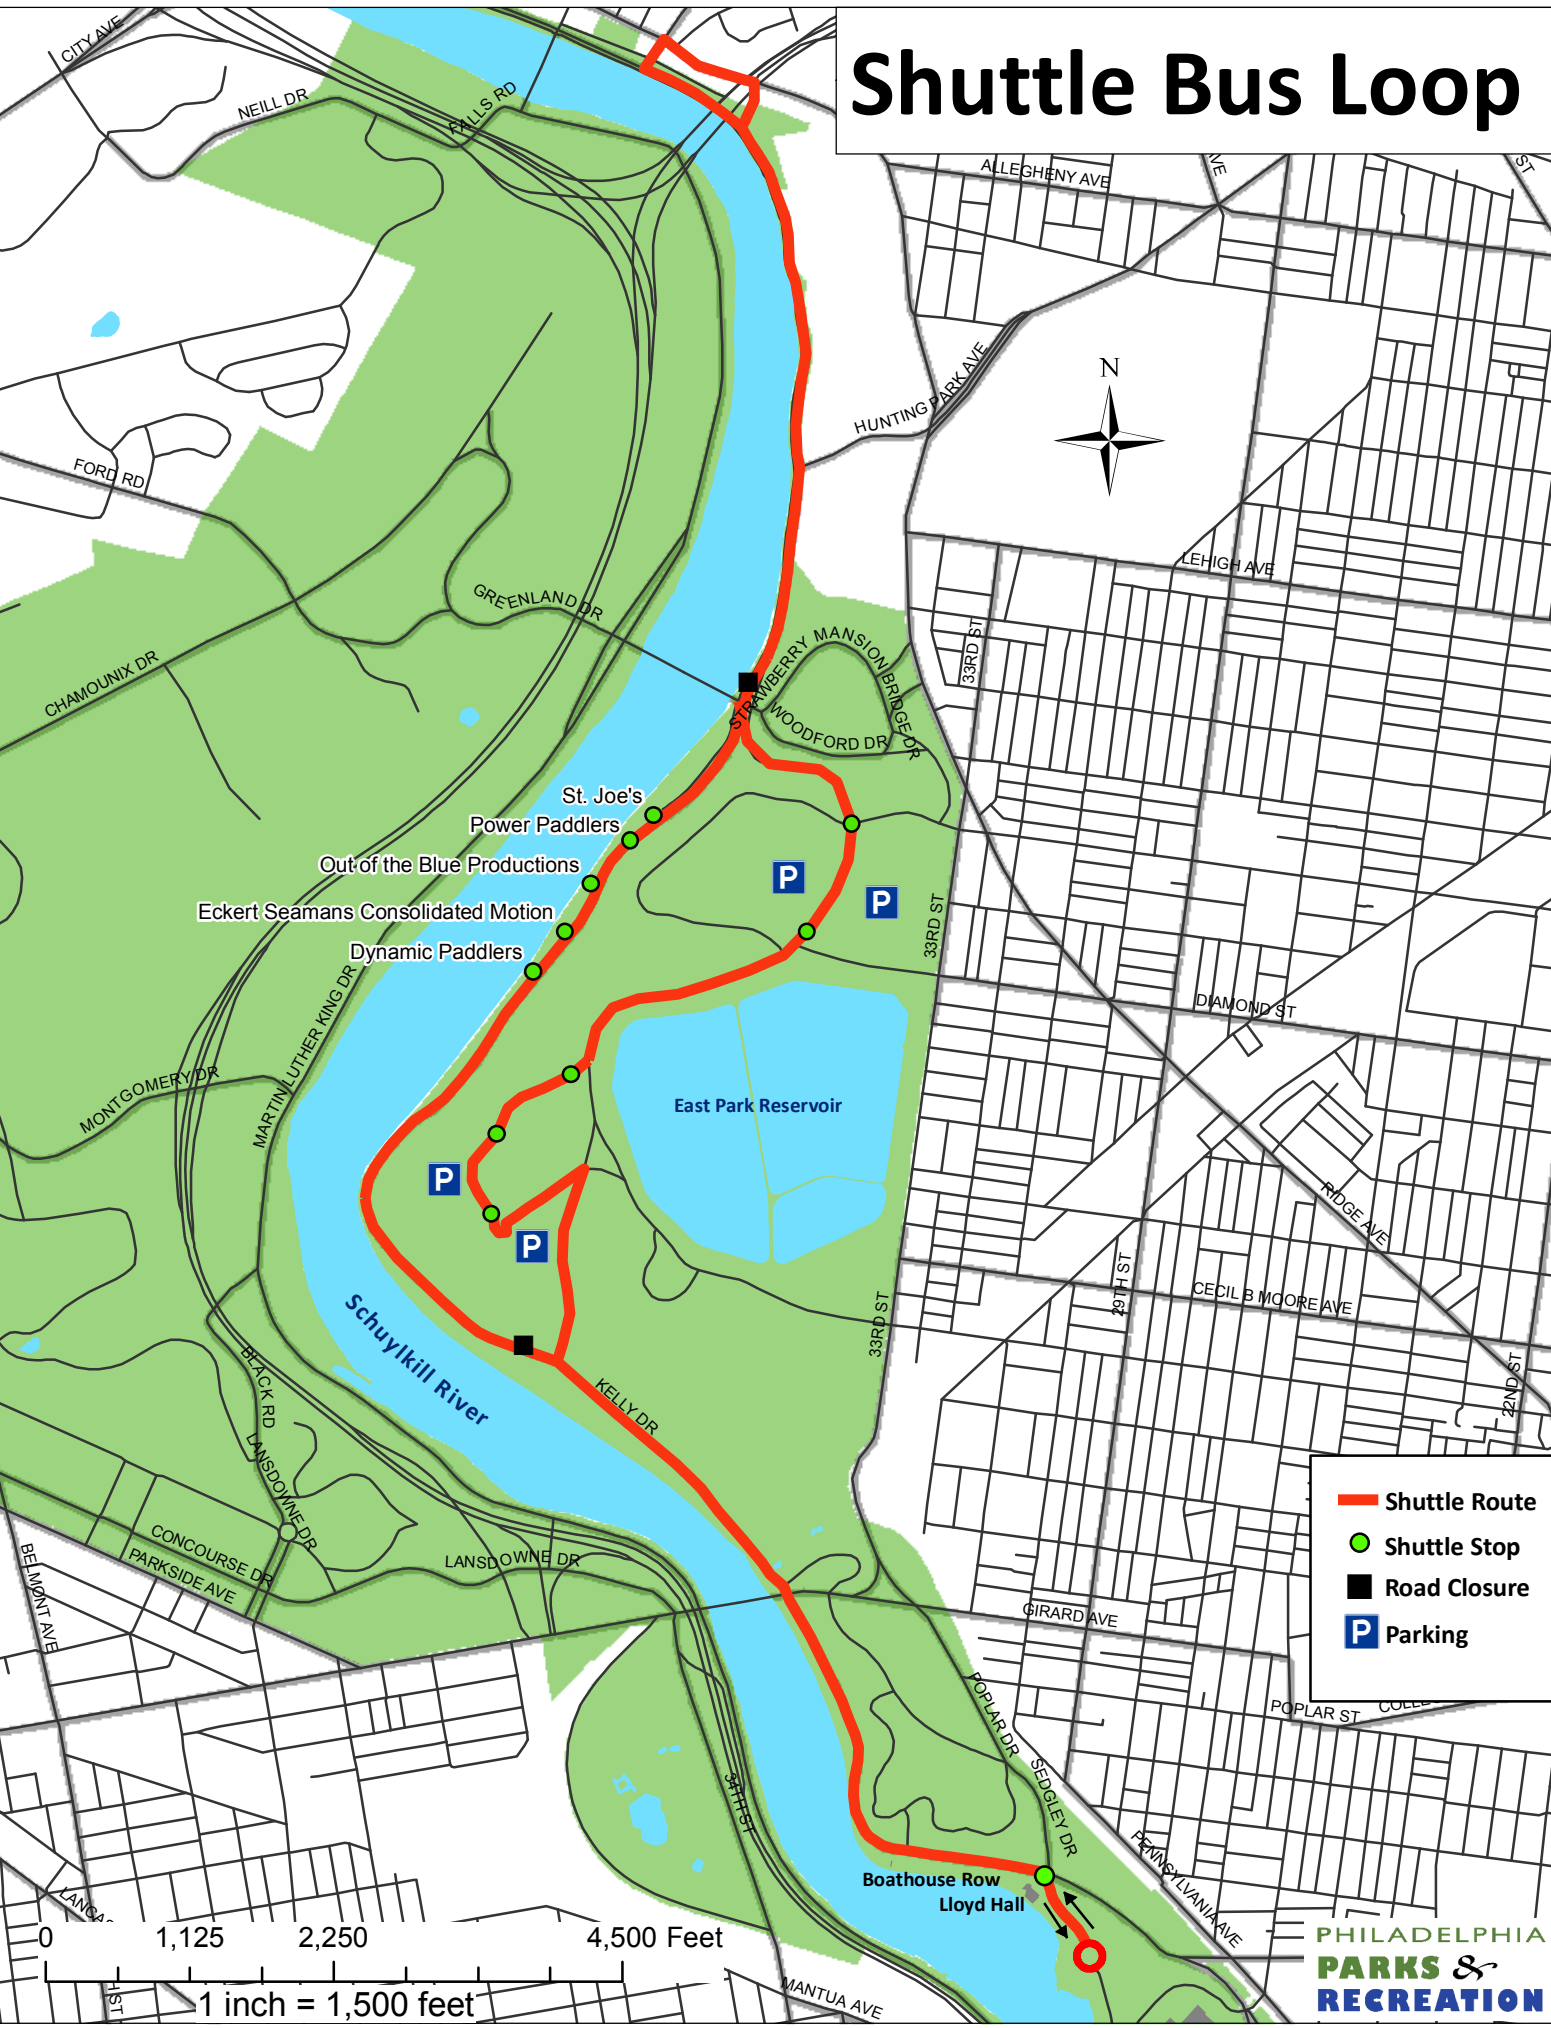 Shuttle Bus Loop
CITY AVE
NEILL DR
FALLS RD
ALLEGHENY AVE
VE
ST
N
HUNTING PARK AVE
FORD RD
LEHIGH AVE
GREENLAND DR
33RD ST
STRAWBERRY MANSION BRIDGE DR
CHAMOUNIX DR
WOODFORD DR
St. Joe's
Power Paddlers
Out of the Blue Productions
P
P
Eckert Seamans Consolidated Motion
33RD ST
Dynamic Paddlers
MARTIN LUTHER KING DR
DIAMOND ST
MONTGOMERY DR
East Park Reservoir
P
RIDGE AVE
P
29TH ST
CECIL B MOORE AVE
33RD ST
Schuylkill River
BLACK RD
22ND ST
KELLY DR
LANSDOWNE DR
Shuttle Route
Shuttle Stop
Road Closure
P Parking
CONCOURSE DR
PARKSIDE AVE
LANSDOWNE DR
BELMONT AVE
GIRARD AVE
POPLAR DR
POPLAR ST
SEDGLEY DR
34TH ST
PENNSYLVANIA AVE
Boathouse Row
Lloyd Hall
0 1,125 2,250 4,500 Feet
1 inch = 1,500 feet
MANTUA AVE
PHILADELPHIA
PARKS &
RECREATION